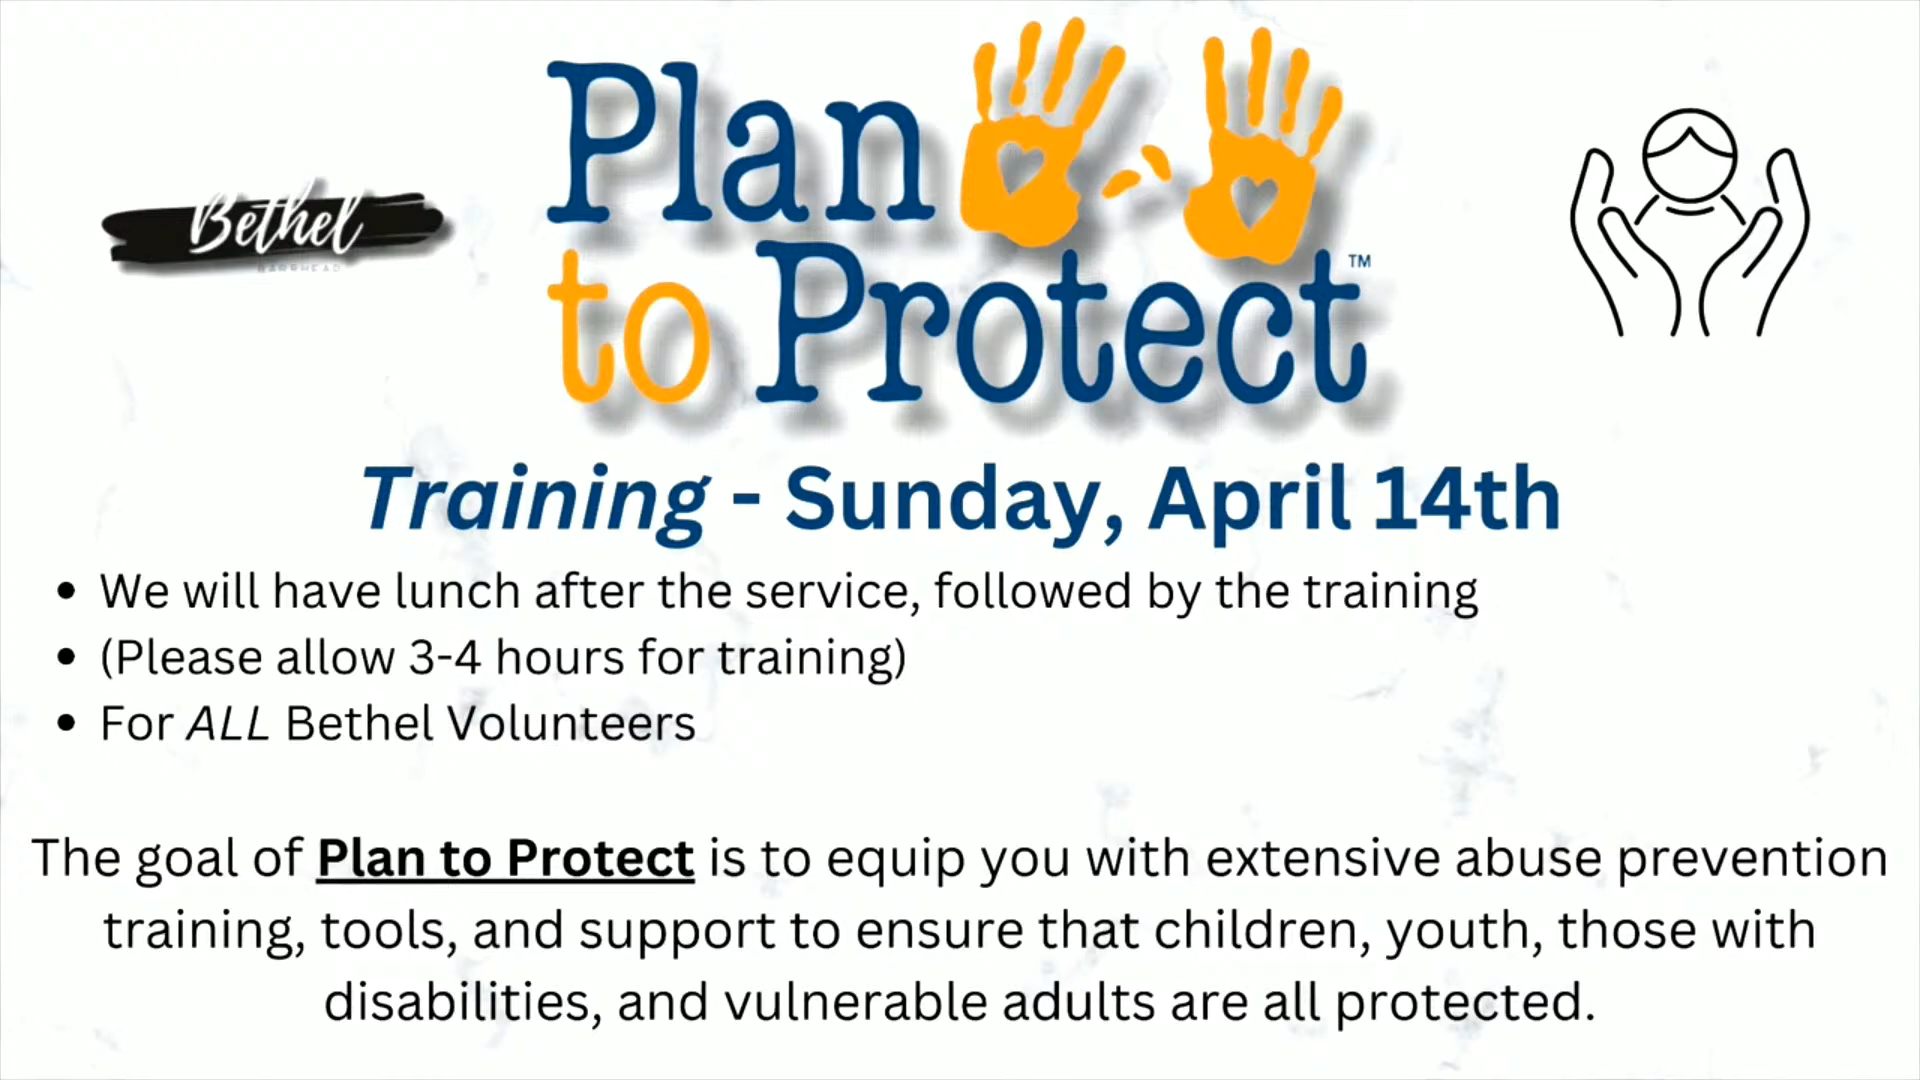 Plan
Bethel
BARRHEAD
to Protect™
Training - Sunday, April 14th
• We will have lunch after the service, followed by the training
• (Please allow 3-4 hours for training)
• For ALL Bethel Volunteers
The goal of Plan to Protect is to equip you with extensive abuse prevention
training, tools, and support to ensure that children, youth, those with
disabilities, and vulnerable adults are all protected.